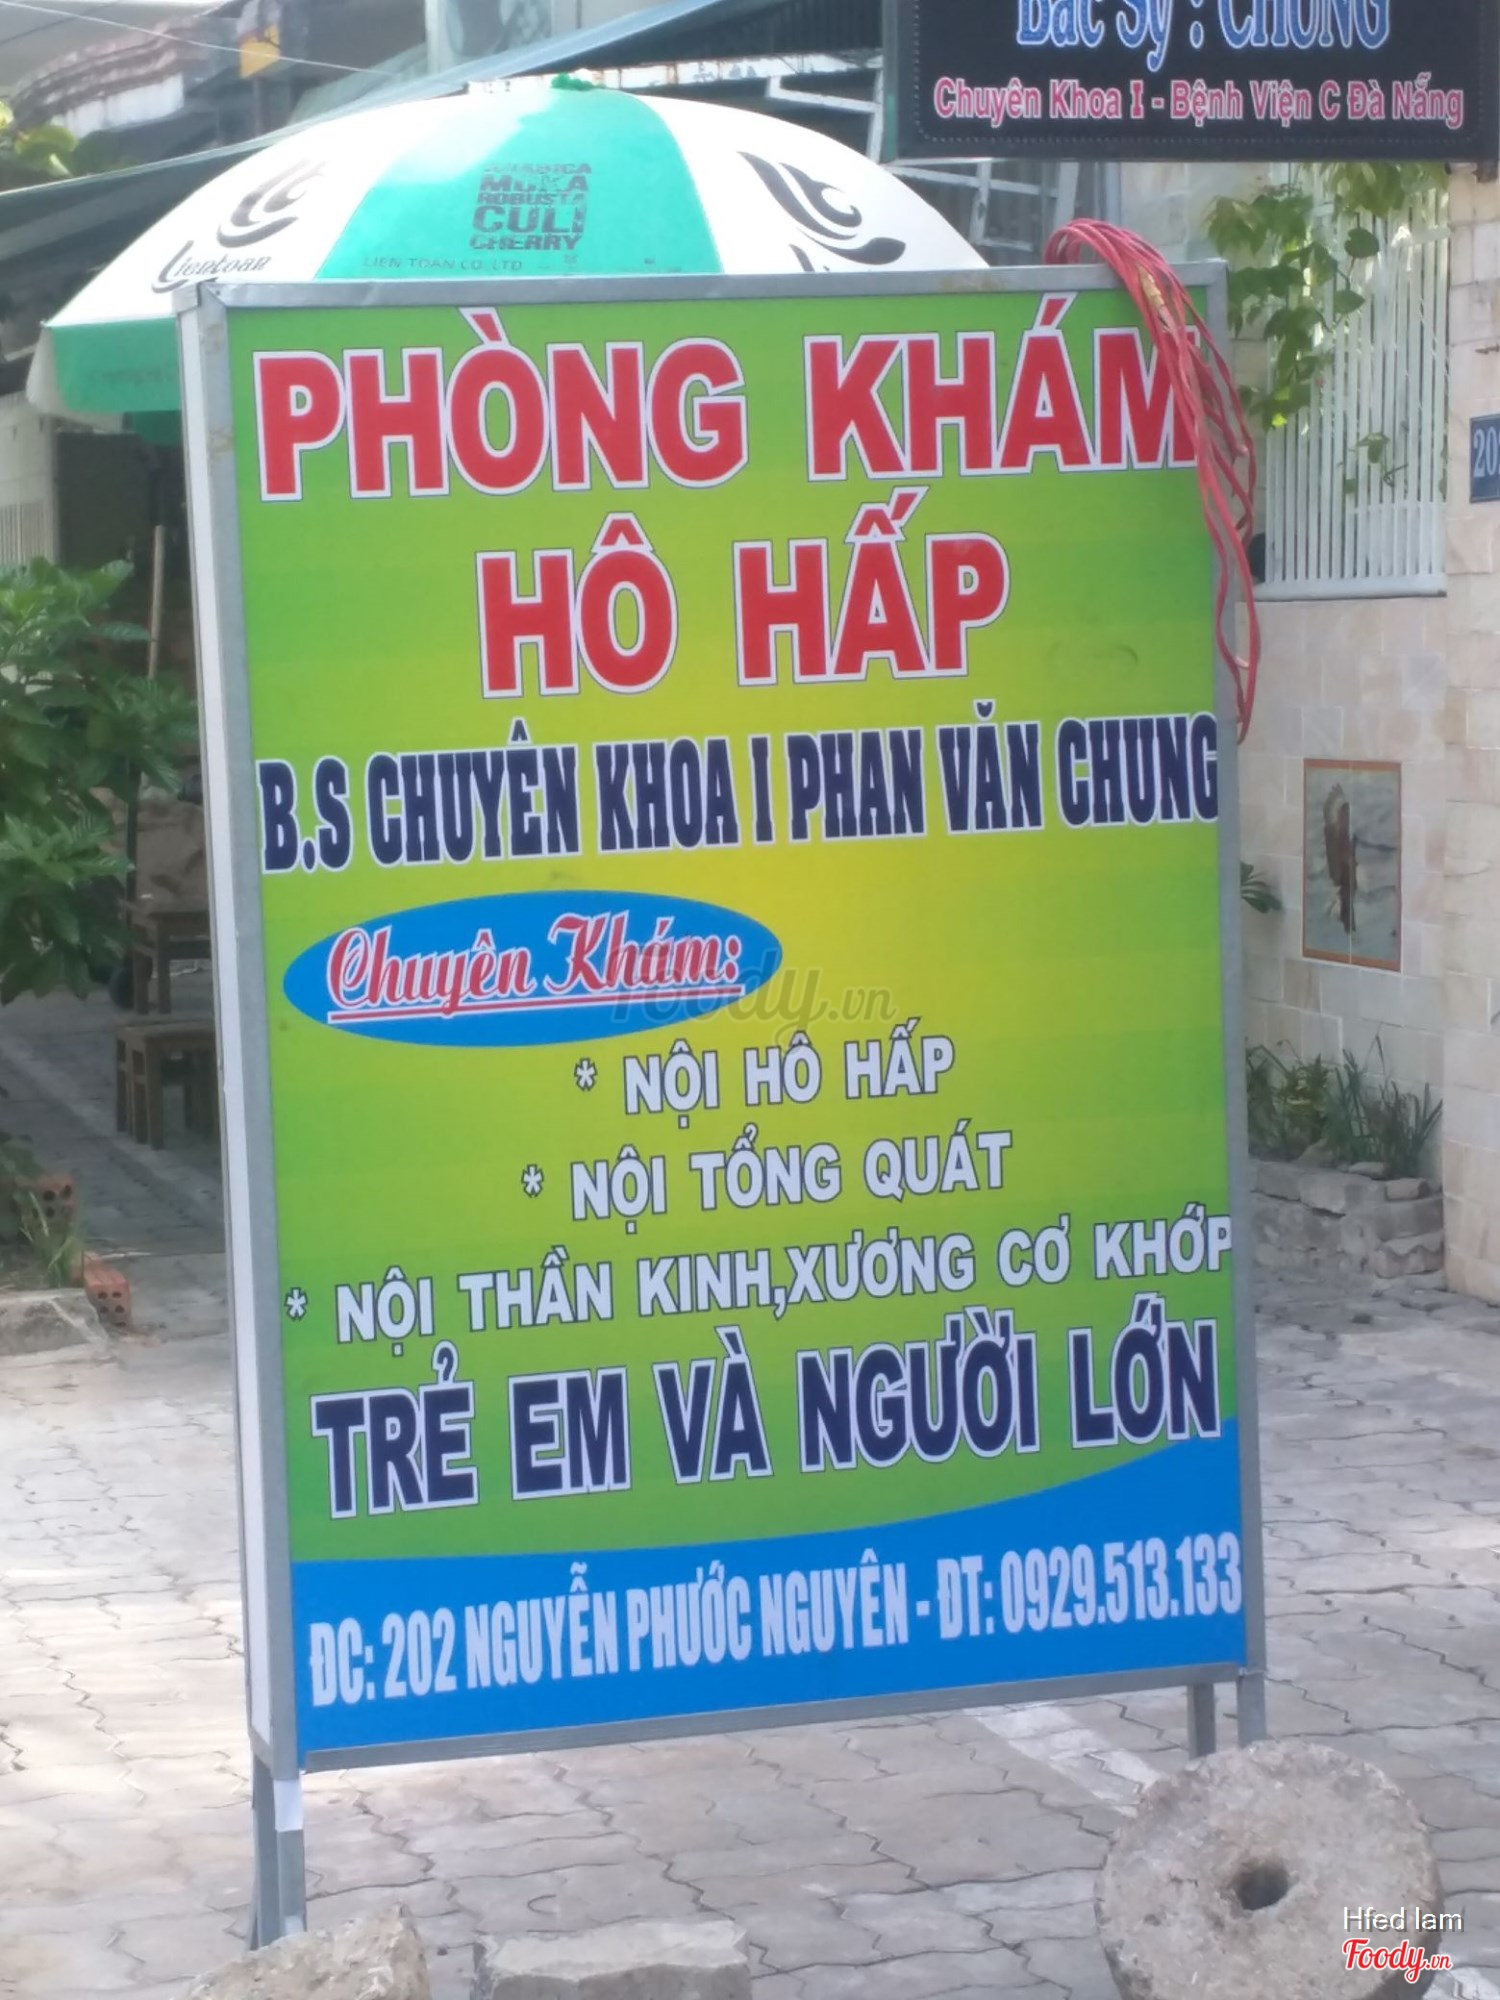 Bác Sỹ : CHUNG
Chuyên Khoa I - Bệnh Viện C Đà Nẵng
MOKA
ROBUSTA
CULI
CHERRY
LIEN TOAN CO.,LTD
Lientoan
PHÒNG KHÁM
HÔ HẤP
B.S CHUYÊN KHOA I PHAN VĂN CHUNG
Chuyên Khám:
* NỘI HÔ HẤP
* NỘI TỔNG QUÁT
* NỘI THẦN KINH,XƯƠNG CƠ KHỚP
TRẺ EM VÀ NGƯỜI LỚN
ĐC: 202 NGUYỄN PHƯỚC NGUYÊN - ĐT: 0929.513.133
foody.vn
Hfed lam
Foody.vn